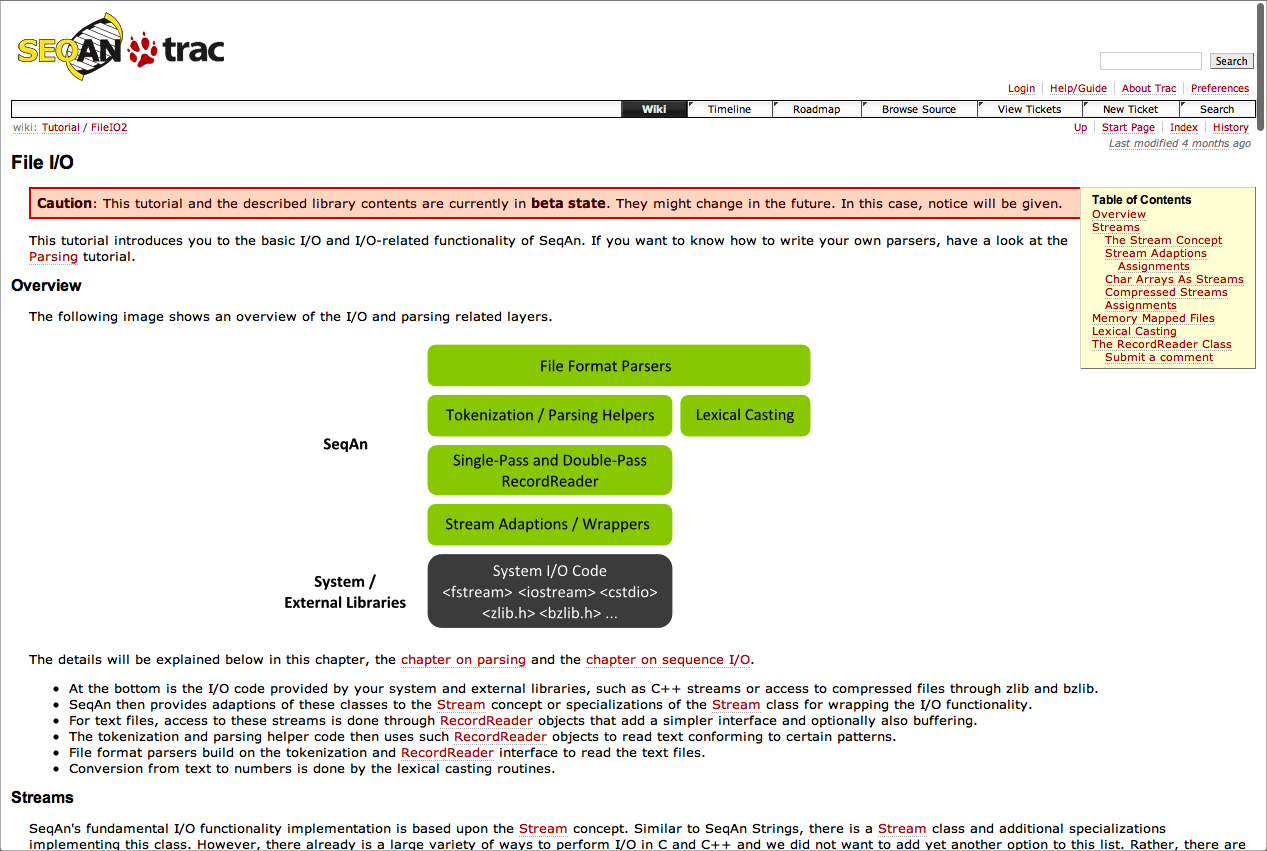 SEQAN trac
Search
Login Help/Guide About Trac Preferences
Wiki Timeline Roadmap Browse Source View Tickets New Ticket Search
wiki: Tutorial / FileIO2
Up Start Page Index History
Last modified 4 months ago
File I/O
Caution: This tutorial and the described library contents are currently in beta state. They might change in the future. In this case, notice will be given.
Table of Contents
Overview
Streams
The Stream Concept
Stream Adaptions
Assignments
Char Arrays As Streams
Compressed Streams
Assignments
Memory Mapped Files
Lexical Casting
The RecordReader Class
Submit a comment
This tutorial introduces you to the basic I/O and I/O-related functionality of SeqAn. If you want to know how to write your own parsers, have a look at the
Parsing tutorial.
Overview
The following image shows an overview of the I/O and parsing related layers.
File Format Parsers
Tokenization / Parsing Helpers
Lexical Casting
SeqAn
Single-Pass and Double-Pass
RecordReader
Stream Adaptions / Wrappers
System /
External Libraries
System I/O Code
<fstream> <iostream> <cstdio>
<zlib.h> <bzlib.h> ...
The details will be explained below in this chapter, the chapter on parsing and the chapter on sequence I/O.
• At the bottom is the I/O code provided by your system and external libraries, such as C++ streams or access to compressed files through zlib and bzlib.
• SeqAn then provides adaptions of these classes to the Stream concept or specializations of the Stream class for wrapping the I/O functionality.
• For text files, access to these streams is done through RecordReader objects that add a simpler interface and optionally also buffering.
• The tokenization and parsing helper code then uses such RecordReader objects to read text conforming to certain patterns.
• File format parsers build on the tokenization and RecordReader interface to read the text files.
• Conversion from text to numbers is done by the lexical casting routines.
Streams
SeqAn's fundamental I/O functionality implementation is based upon the Stream concept. Similar to SeqAn Strings, there is a Stream class and additional specializations
implementing this class. However, there already is a large variety of ways to perform I/O in C and C++ and we did not want to add yet another option to this list. Rather, there are